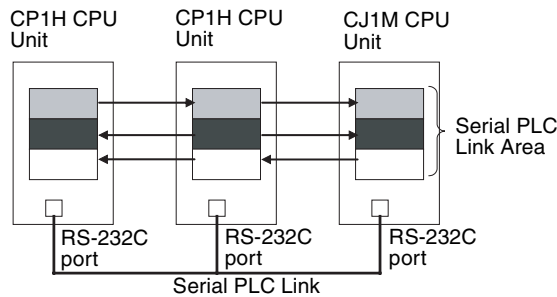 CP1H CPU
Unit
CP1H CPU
Unit
CJ1M CPU
Unit
Serial PLC
Link Area
RS-232C
port
RS-232C
port
RS-232C
port
Serial PLC Link